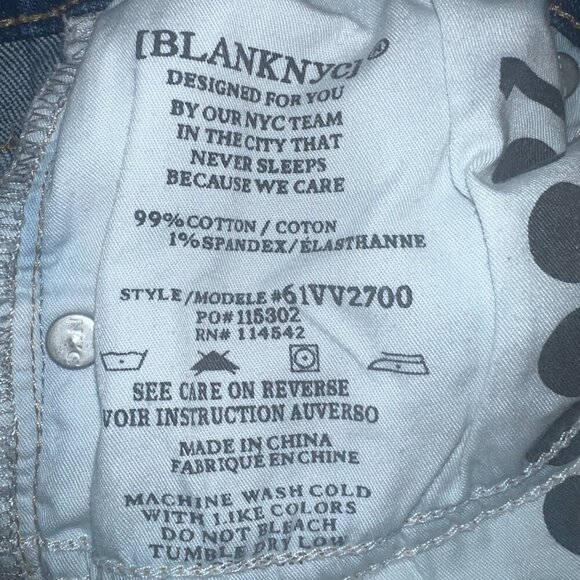 [BLANKNYC]®
DESIGNED FOR YOU
BY OUR NYC TEAM
IN THE CITY THAT
NEVER SLEEPS
BECAUSE WE CARE
99% COTTON / COTON
1% SPANDEX/ÉLASTHANNE
STYLE/MODELE #61VV2700
PO# 115302
RN# 114542
SEE CARE ON REVERSE
VOIR INSTRUCTION AUVERSO
MADE IN CHINA
FABRIQUE EN CHINE
MACHINE WASH COLD
WITH LIKE COLORS
DO NOT BLEACH
TUMBLE DRY LOW
NYC